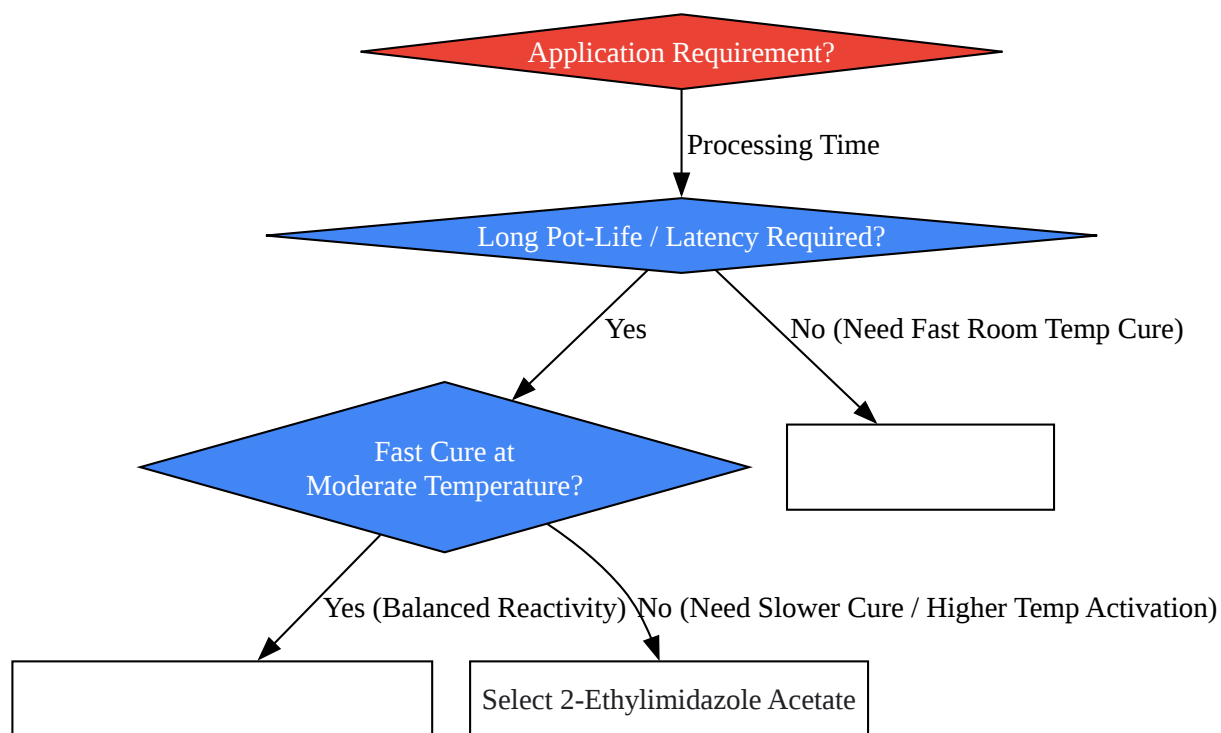 Application Requirement?
Processing Time
Long Pot-Life / Latency Required?
Yes
No (Need Fast Room Temp Cure)
Fast Cure at
Moderate Temperature?
Yes (Balanced Reactivity)
No (Need Slower Cure / Higher Temp Activation)
Select 2-Ethylimidazole Acetate